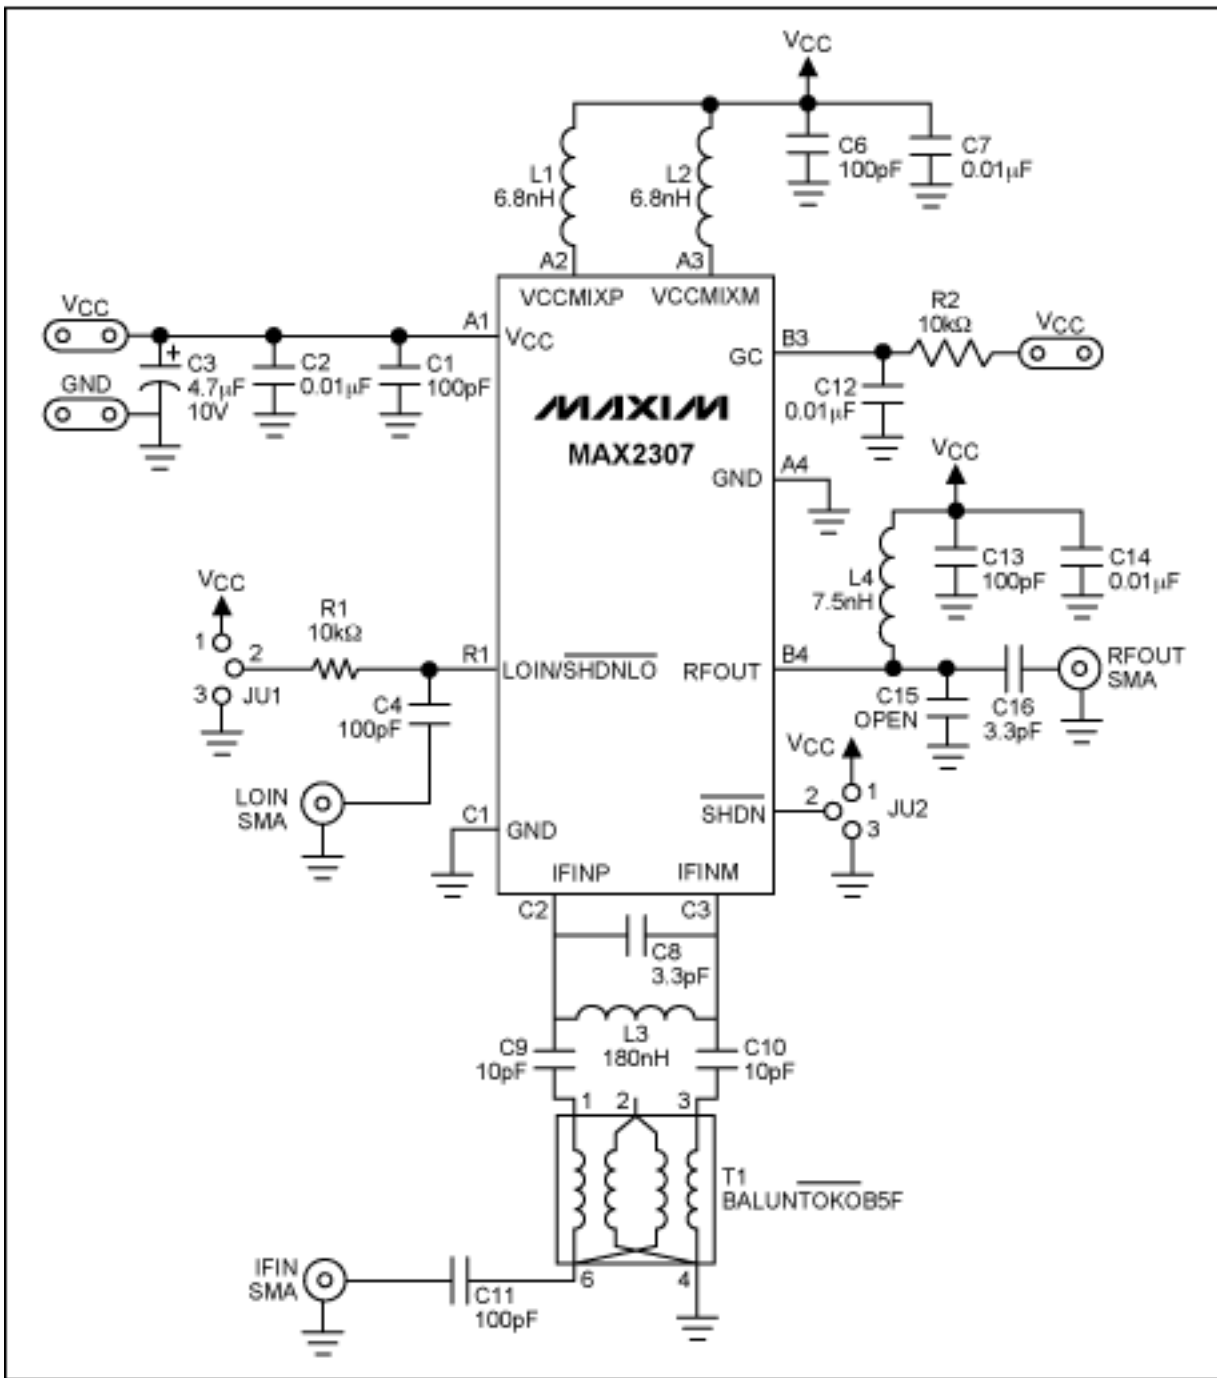 VCC
L1
6.8nH
L2
6.8nH
C6
100pF
C7
0.01μF
A2
A3
VCCMIXP
VCCMIXM
VCC
A1
VCC
C3
4.7μF
10V
+
C2
0.01μF
C1
100pF
GND
B3
GC
R2
10kΩ
VCC
C12
0.01μF
MAXIM
MAX2307
GND
A4
VCC
C13
100pF
C14
0.01μF
L4
7.5nH
VCC
1
2
3
JU1
R1
10kΩ
R1
LOIN/SHDNLO
RFOUT
B4
C4
100pF
C15
OPEN
C16
3.3pF
RFOUT
SMA
LOIN
SMA
C1
GND
VCC
SHDN
2
1
3
JU2
IFINP
IFINM
C2
C3
C8
3.3pF
L3
180nH
C9
10pF
C10
10pF
1
2
3
T1
BALUNTOKOB5F
6
4
IFIN
SMA
C11
100pF